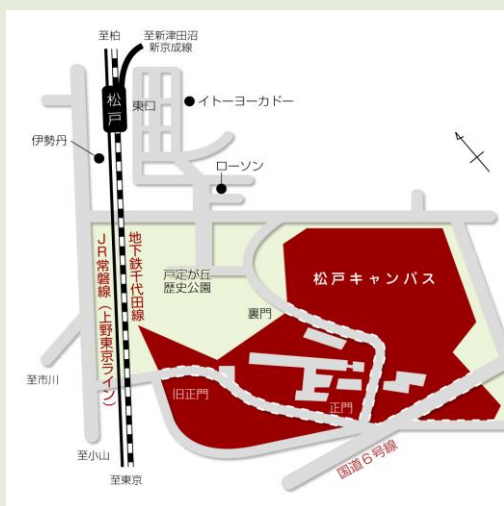 至柏
至新津田沼
新京成線
松戸
東口
イトーヨーカドー
伊勢丹
ローソン
地下鉄千代田線
JR常磐線（上野東京ライン）
戸定が丘
歴史公園
松戸キャンパス
裏門
至市川
旧正門
正門
至小山
国道6号線
至東京